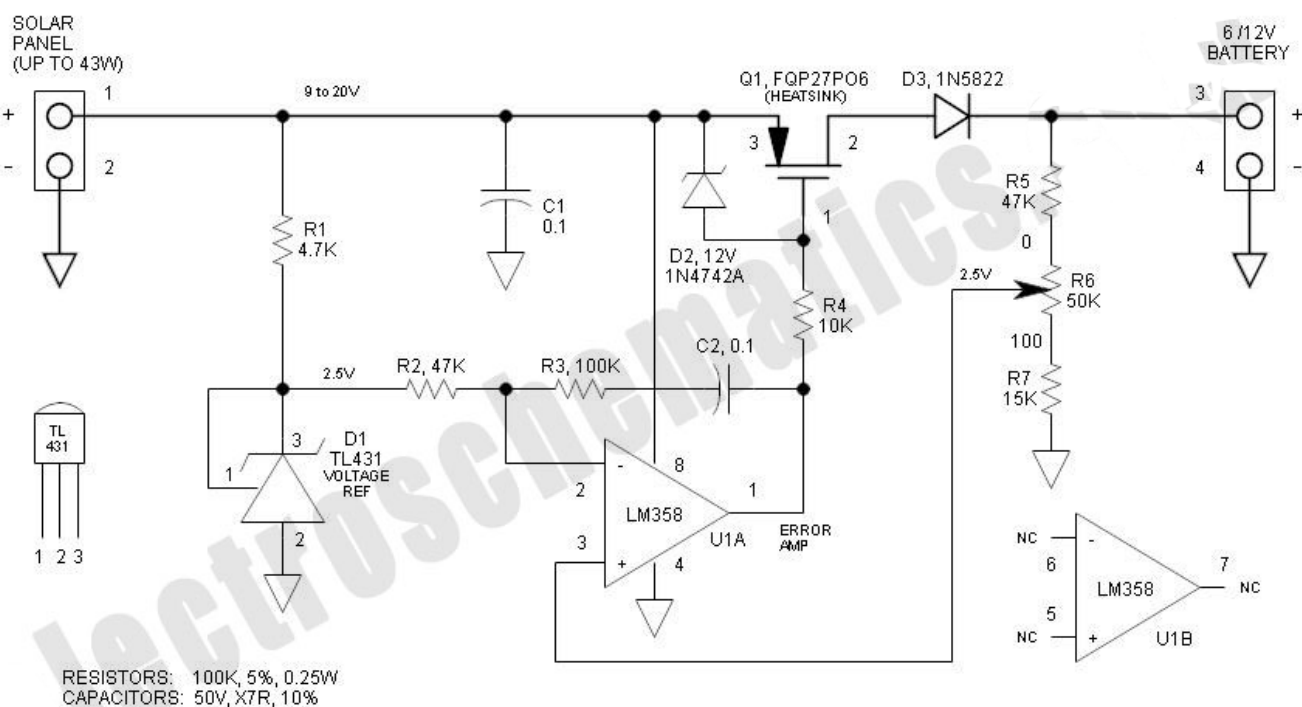 SOLAR
PANEL
(UP TO 43W)
+
1
-
2
9 to 20V
Q1, FQP27PO6
(HEATSINK)
D3, 1N5822
6 /12V
BATTERY
3
+
4
-
3
2
1
R1
4.7K
C1
0.1
D2, 12V
1N4742A
R4
10K
R5
47K
0
2.5V
R6
50K
100
R7
15K
2.5V
R2, 47K
R3, 100K
C2, 0.1
TL
431
1 2 3
3
D1
TL431
VOLTAGE
REF
1
2
-
8
2
LM358
1
U1A
ERROR
AMP
3
+
4
NC
-
6
LM358
7
NC
5
NC
+
U1B
RESISTORS: 100K, 5%, 0.25W
CAPACITORS: 50V, X7R, 10%
lectroschematics.